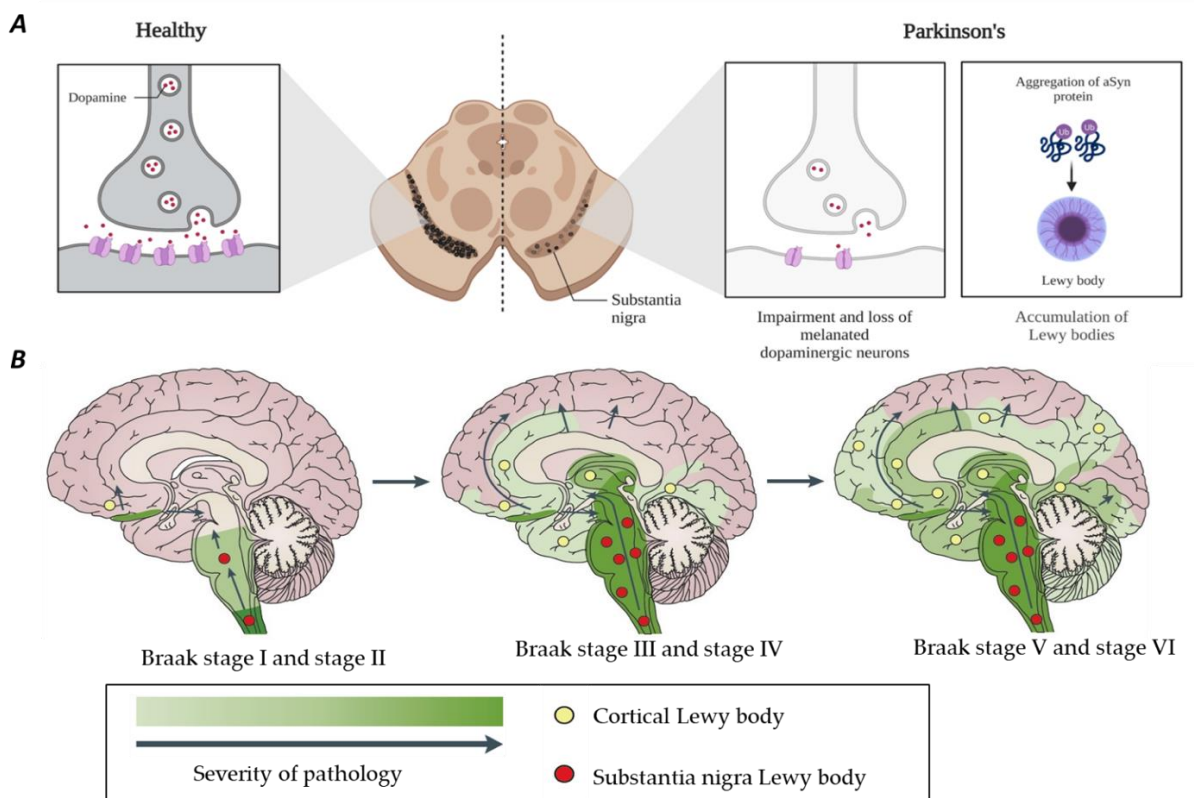 A
Healthy
Parkinson's
Dopamine
Aggregation of aSyn
protein
Ub
Ub
Lewy body
Substantia
nigra
Impairment and loss of
melanated
dopaminergic neurons
Accumulation of
Lewy bodies
B
Braak stage I and stage II
Braak stage III and stage IV
Braak stage V and stage VI
Severity of pathology
Cortical Lewy body
Substantia nigra Lewy body